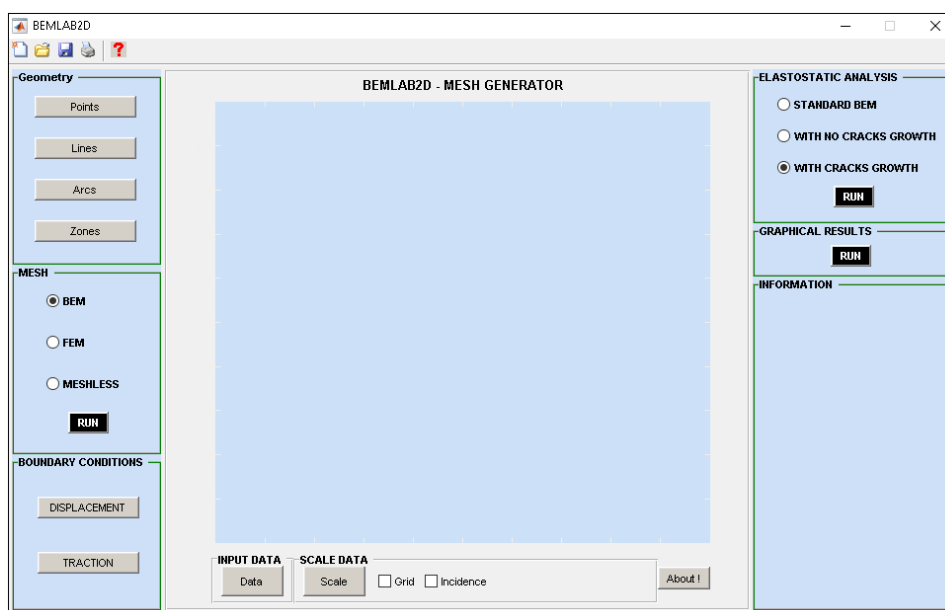 BEMLAB2D
?
Geometry
Points
Lines
Arcs
Zones
MESH
BEM
FEM
MESHLESS
RUN
BOUNDARY CONDITIONS
DISPLACEMENT
TRACTION
BEMLAB2D - MESH GENERATOR
INPUT DATA
Data
SCALE DATA
Scale
Grid
Incidence
About !
ELASTOSTATIC ANALYSIS
STANDARD BEM
WITH NO CRACKS GROWTH
WITH CRACKS GROWTH
RUN
GRAPHICAL RESULTS
RUN
INFORMATION